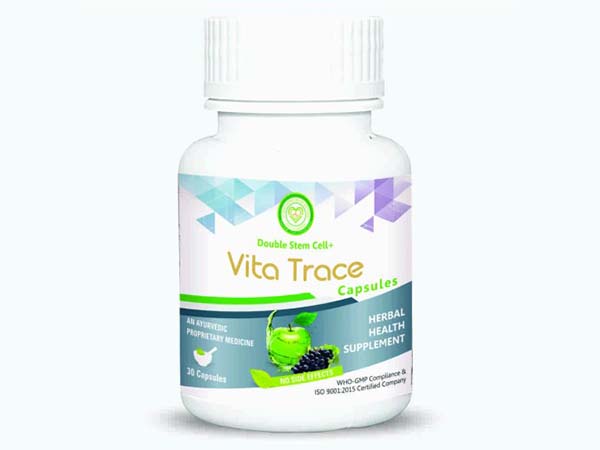 Double Stem Cell+
Vita Trace
Capsules
AN AYURVEDIC
PROPRIETARY MEDICINE
30 Capsules
HERBAL
HEALTH
SUPPLEMENT
NO SIDE EFFECTS
WHO-GMP Compliance &
ISO 9001:2015 Certified Company